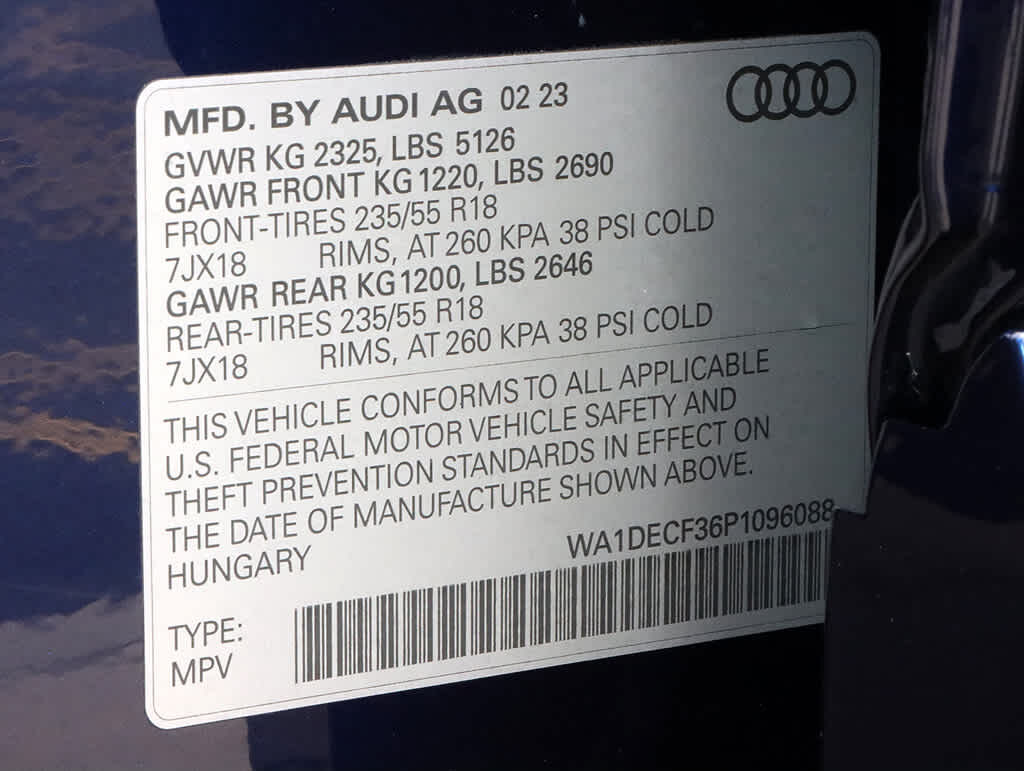 MFD. BY AUDI AG 02 23
GVWR KG 2325, LBS 5126
GAWR FRONT KG 1220, LBS 2690
FRONT-TIRES 235/55 R18
7JX18 RIMS, AT 260 KPA 38 PSI COLD
GAWR REAR KG 1200, LBS 2646
REAR-TIRES 235/55 R18
7JX18 RIMS, AT 260 KPA 38 PSI COLD
THIS VEHICLE CONFORMS TO ALL APPLICABLE
U.S. FEDERAL MOTOR VEHICLE SAFETY AND
THEFT PREVENTION STANDARDS IN EFFECT ON
THE DATE OF MANUFACTURE SHOWN ABOVE.
HUNGARY WA1DECF36P1096088
TYPE:
MPV